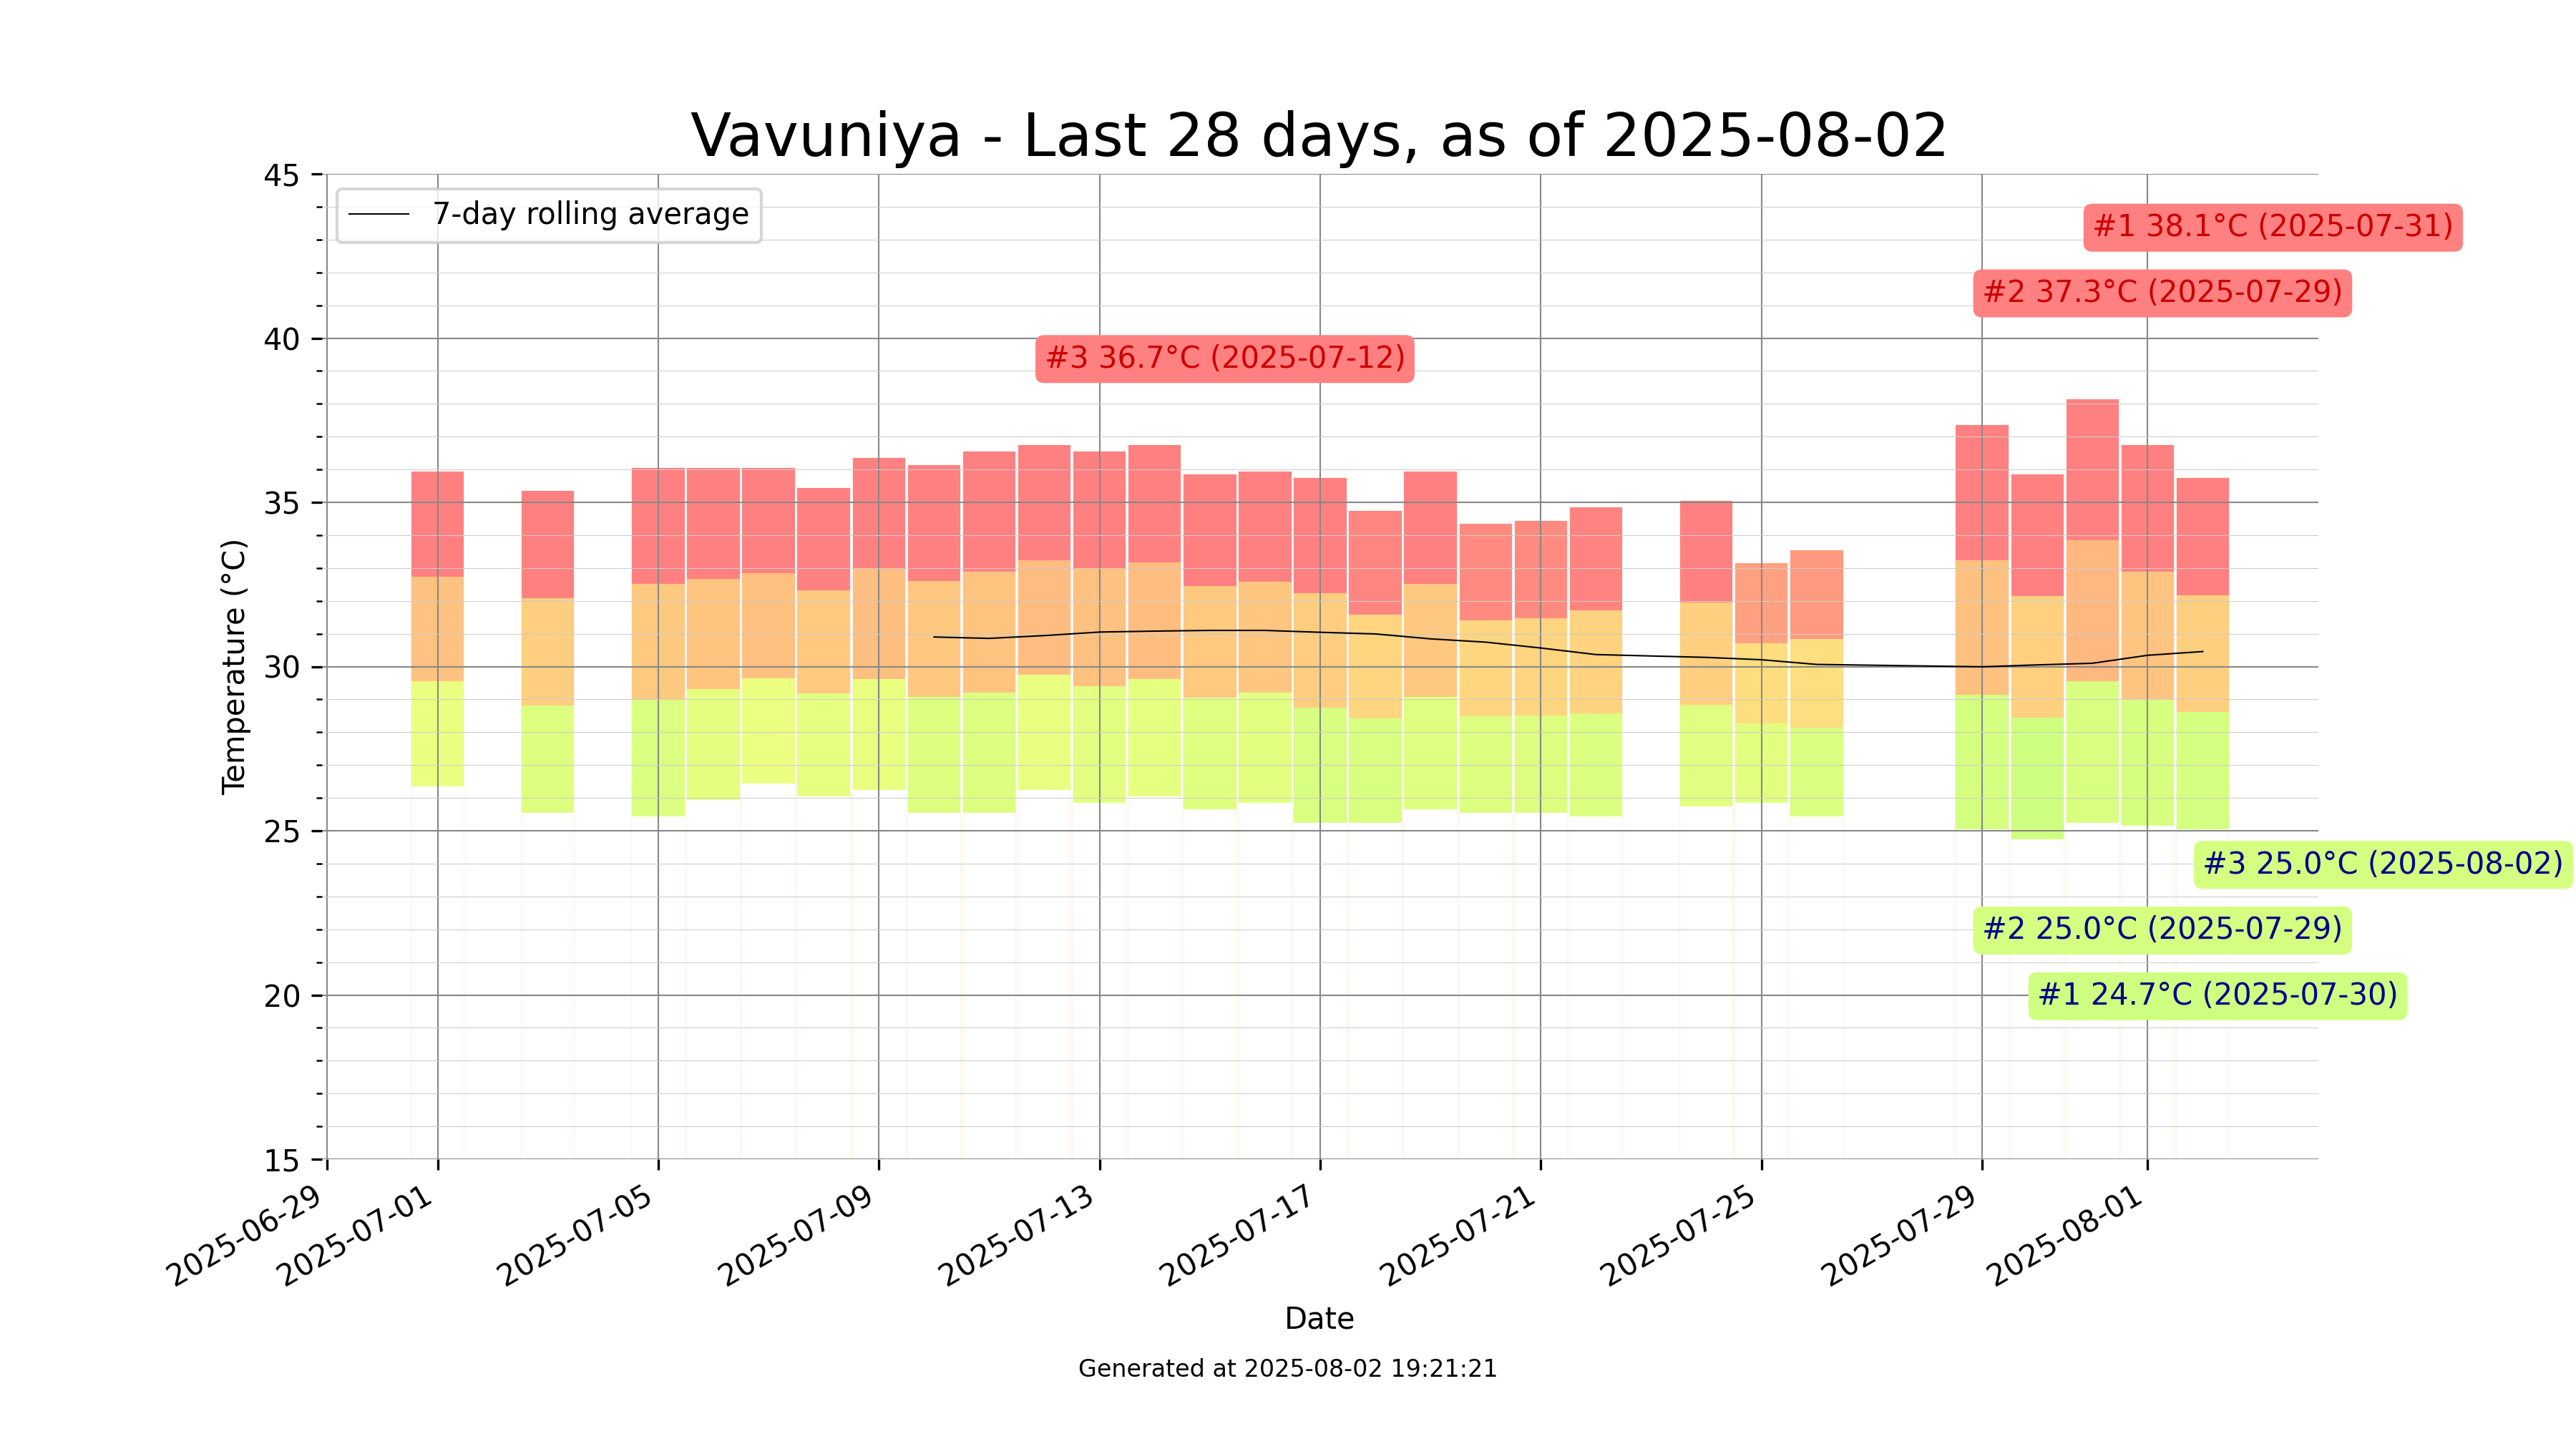 Vavuniya - Last 28 days, as of 2025-08-02
45
7-day rolling average
#1 38.1°C (2025-07-31)
#2 37.3°C (2025-07-29)
40
#3 36.7°C (2025-07-12)
35
30
Temperature (°C)
25
#3 25.0°C (2025-08-02)
#2 25.0°C (2025-07-29)
20
#1 24.7°C (2025-07-30)
15
2025-06-29
2025-07-01
2025-07-05
2025-07-09
2025-07-13
2025-07-17
2025-07-21
2025-07-25
2025-07-29
2025-08-01
Date
Generated at 2025-08-02 19:21:21